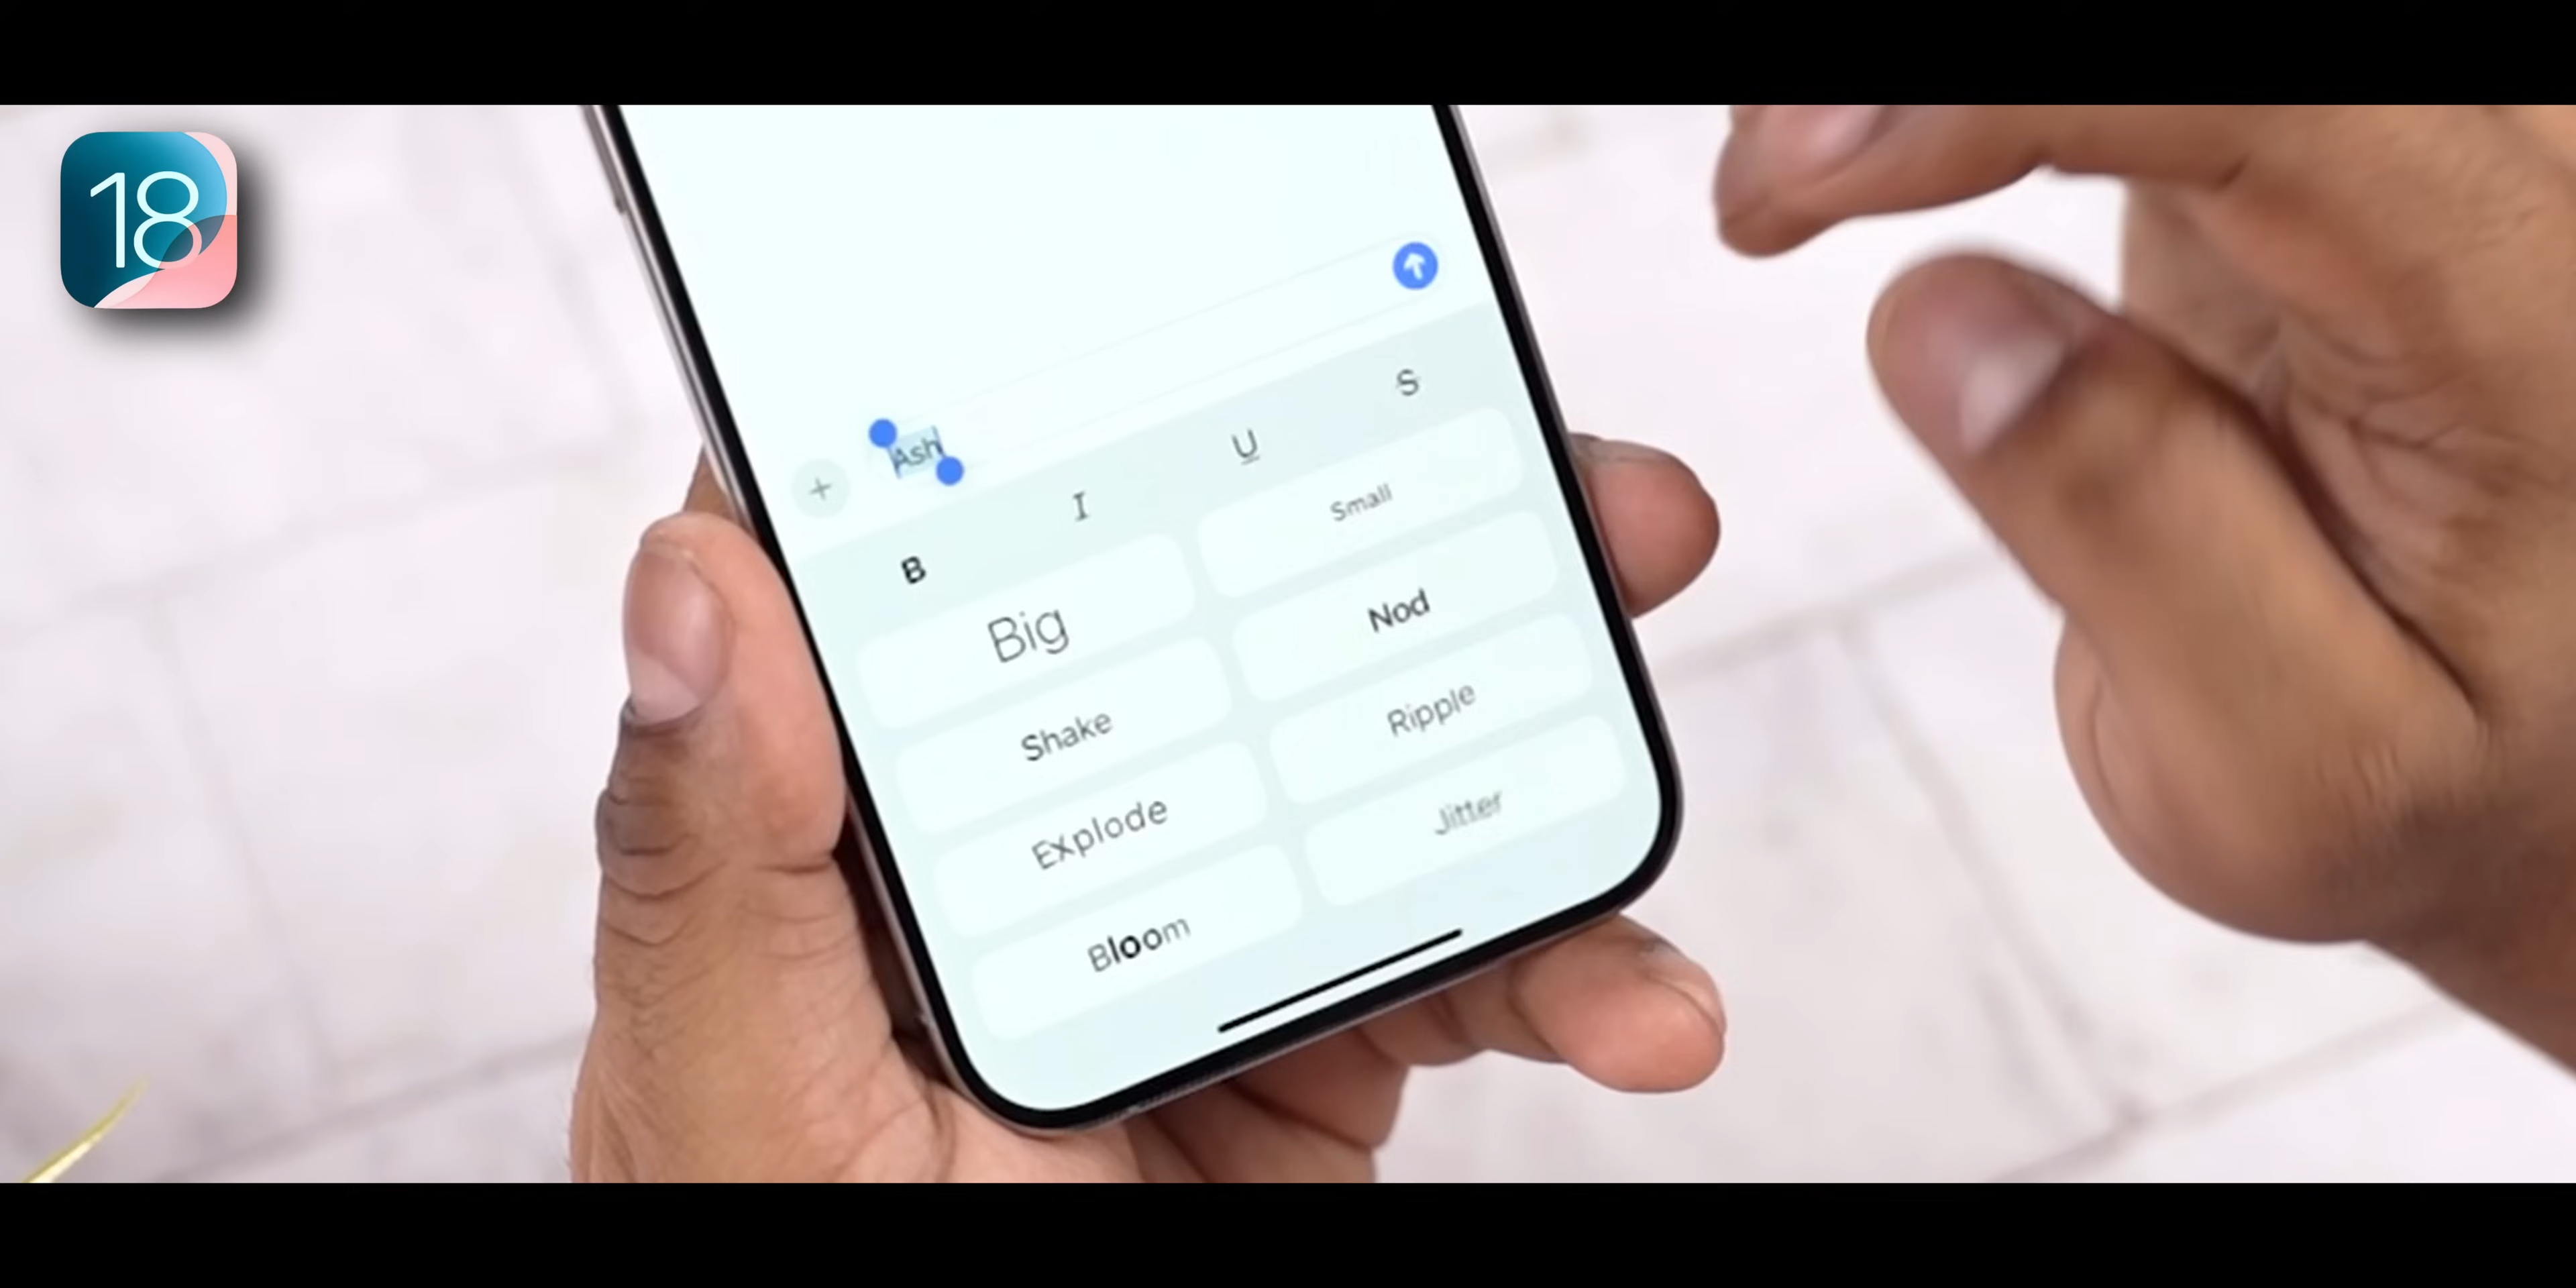 18
Ash
B I U S
Big Small
Shake Nod
Explode Ripple
Bloom Jitter